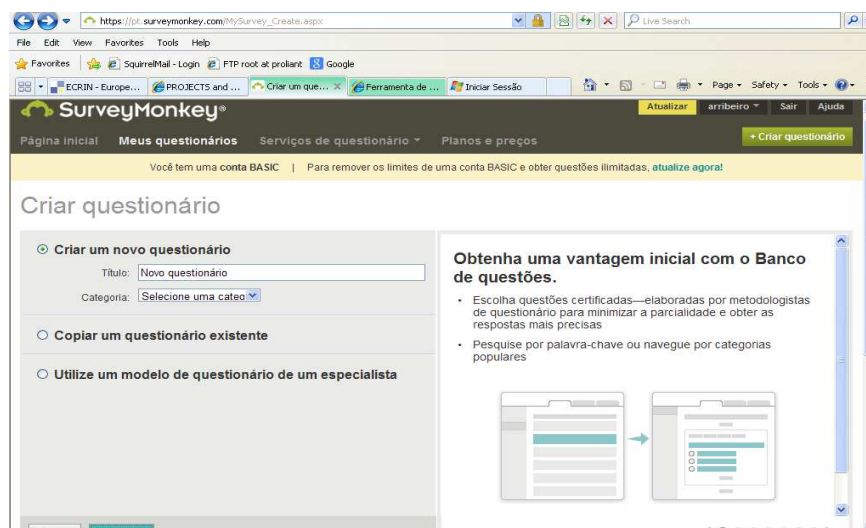 https://pt.surveymonkey.com/MySurvey_Create.aspx
Live Search
File Edit View Favorites Tools Help
Favorites SquirrelMail - Login FTP root at proliant Google
ECRIN - Europe... PROJECTS and ... Criar um que... Ferramenta de ... Iniciar Sessão Page Safety Tools
SurveyMonkey®
Atualizar arribeiro Sair Ajuda
Página inicial Meus questionários Serviços de questionário Planos e preços + Criar questionário
Você tem uma conta BASIC | Para remover os limites de uma conta BASIC e obter questões ilimitadas, atualize agora!
Criar questionário
Criar um novo questionário
Título: Novo questionário
Categoria: Selecione uma categ
Copiar um questionário existente
Utilize um modelo de questionário de um especialista
Obtenha uma vantagem inicial com o Banco
de questões.
• Escolha questões certificadas—elaboradas por metodologistas
de questionário para minimizar a parcialidade e obter as
respostas mais precisas
• Pesquise por palavra-chave ou navegue por categorias
populares